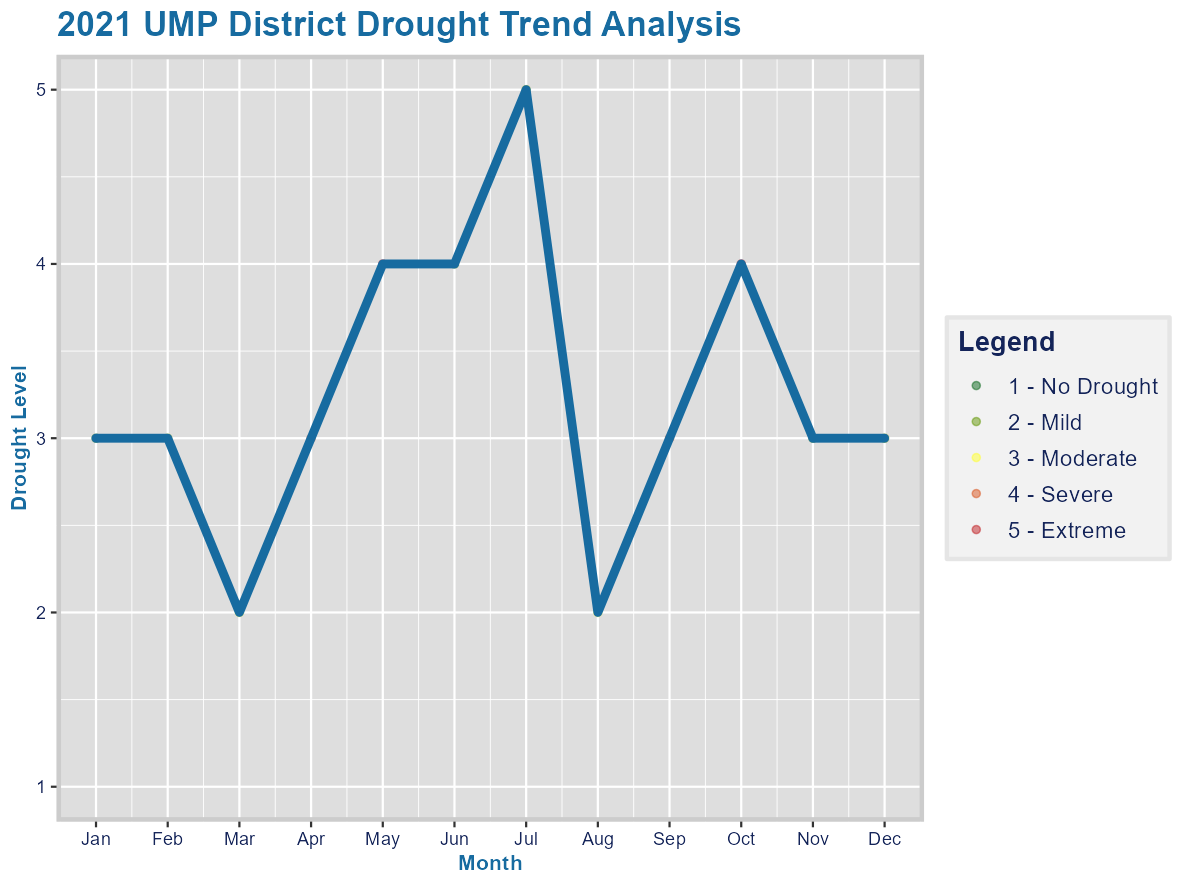 2021 UMP District Drought Trend Analysis
Drought Level
5
4
3
2
1
Jan Feb Mar Apr May Jun Jul Aug Sep Oct Nov Dec
Month
Legend
1 - No Drought
2 - Mild
3 - Moderate
4 - Severe
5 - Extreme